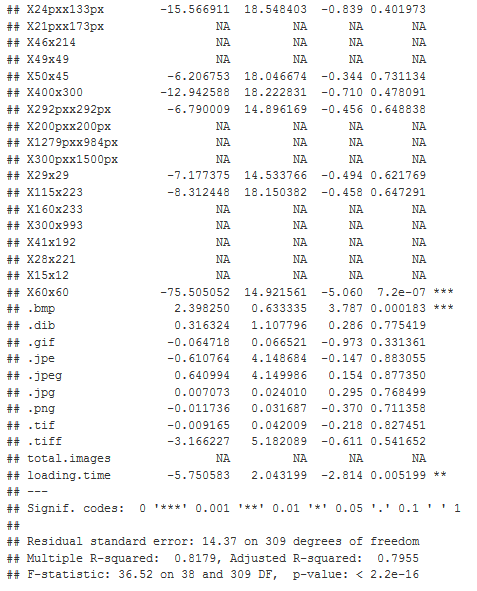 ## X24pxx133px       -15.566911  18.548403  -0.839 0.401973
## X21pxx173px               NA         NA      NA       NA
## X46x214                   NA         NA      NA       NA
## X49x49                    NA         NA      NA       NA
## X50x45             -6.206753  18.046674  -0.344 0.731134
## X400x300          -12.942588  18.222831  -0.710 0.478091
## X292pxx292px       -6.790009  14.896169  -0.456 0.648838
## X200pxx200px              NA         NA      NA       NA
## X1279pxx984px             NA         NA      NA       NA
## X300pxx1500px             NA         NA      NA       NA
## X29x29             -7.177375  14.533766  -0.494 0.621769
## X115x223           -8.312448  18.150382  -0.458 0.647291
## X160x233                  NA         NA      NA       NA
## X300x993                  NA         NA      NA       NA
## X41x192                   NA         NA      NA       NA
## X28x221                   NA         NA      NA       NA
## X15x12                    NA         NA      NA       NA
## X60x60            -75.505052  14.921561  -5.060  7.2e-07 ***
## .bmp                2.398250   0.633335   3.787 0.000183 ***
## .dib                0.316324   1.107796   0.286 0.775419
## .gif               -0.064718   0.066521  -0.973 0.331361
## .jpe               -0.610764   4.148684  -0.147 0.883055
## .jpeg               0.640994   4.149986   0.154 0.877350
## .jpg                0.007073   0.024010   0.295 0.768499
## .png               -0.011736   0.031687  -0.370 0.711358
## .tif               -0.009165   0.042009  -0.218 0.827451
## .tiff              -3.166227   5.182089  -0.611 0.541652
## total.images              NA         NA      NA       NA
## loading.time       -5.750583   2.043199  -2.814 0.005199 **
## ---
## Signif. codes:  0 '***' 0.001 '**' 0.01 '*' 0.05 '.' 0.1 ' ' 1
##
## Residual standard error: 14.37 on 309 degrees of freedom
## Multiple R-squared:  0.8179, Adjusted R-squared:  0.7955
## F-statistic: 36.52 on 38 and 309 DF,  p-value: < 2.2e-16